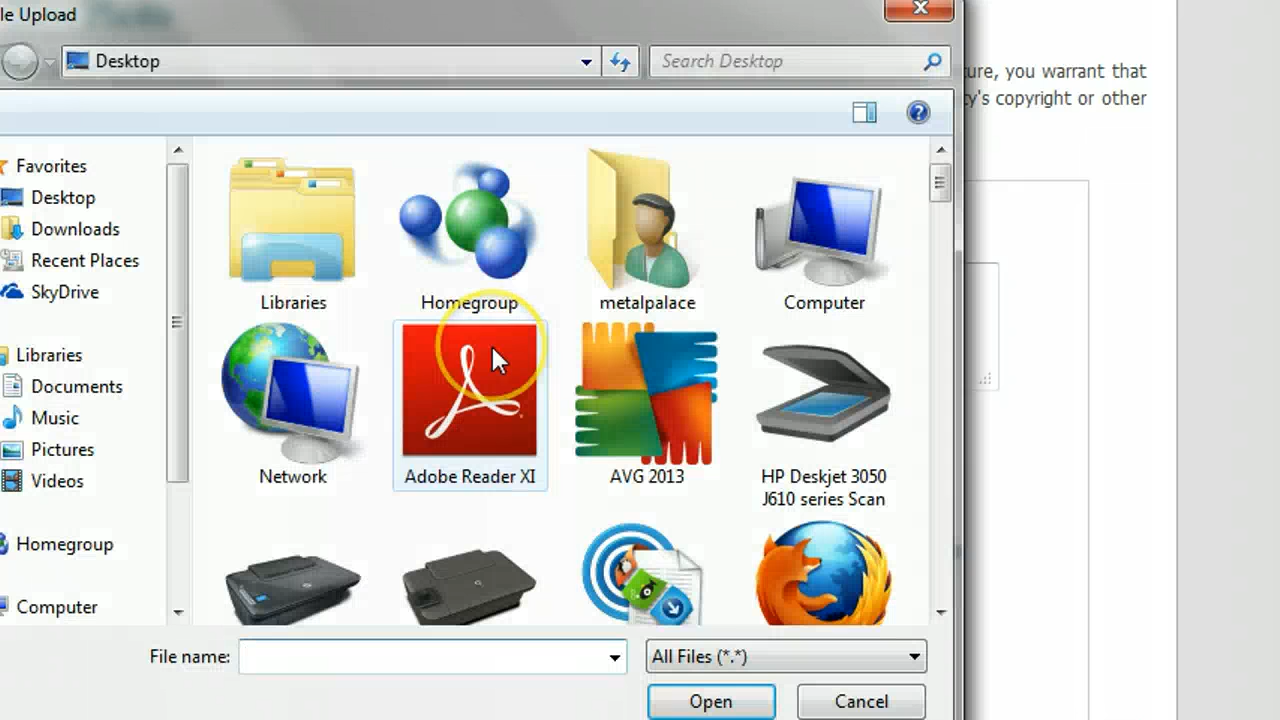 le Upload
Desktop
Search Desktop
ure, you warrant that
y's copyright or other
Favorites
Desktop
Downloads
Recent Places
SkyDrive
Libraries
Documents
Music
Pictures
Videos
Homegroup
Computer
Libraries
Homegroup
metalpalace
Computer
Network
Adobe Reader XI
AVG 2013
HP Deskjet 3050
J610 series Scan
File name:
All Files (*.*)
Open
Cancel